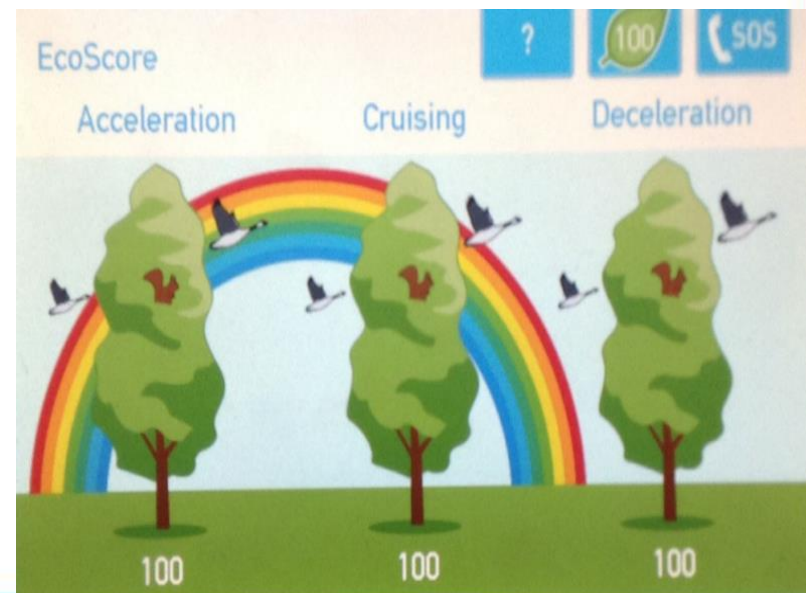 EcoScore
?
100
SOS
Acceleration
Cruising
Deceleration
100
100
100